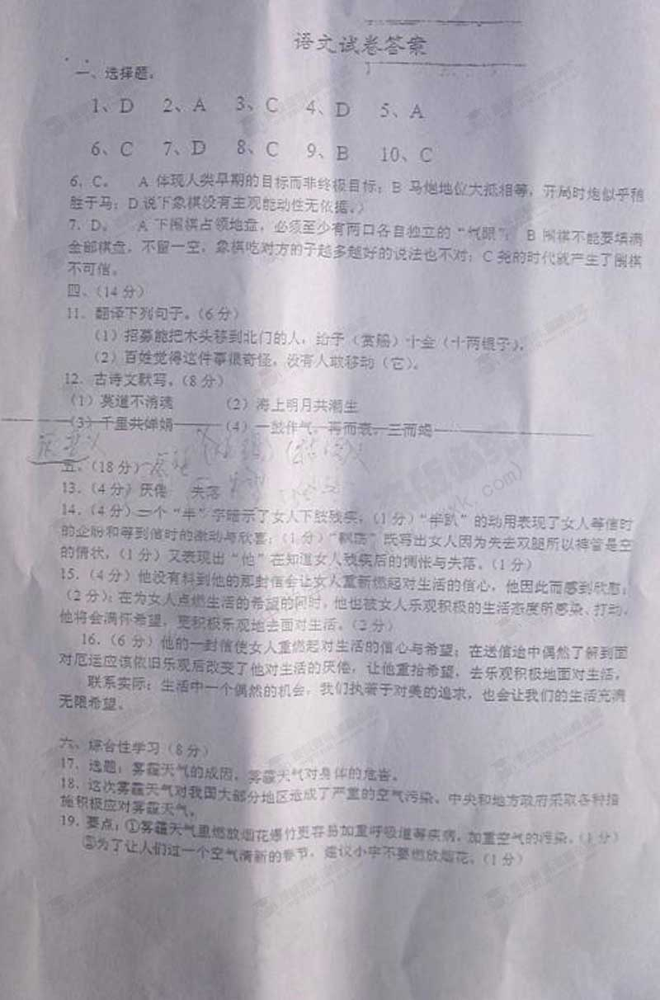 语文试卷答案
一、选择题。
1、D 2、A 3、C 4、D 5、A
6、C 7、D 8、C 9、B 10、C
6、C。 A 体现人类早期的目标而非终极目标；B 马炮地位大抵相等，开局时炮似乎稍
胜于马；D 说下象棋没有主观能动性无依据。）
7、D。 A 下围棋占领地盘，必须至少有两口各自独立的“气眼”； B 围棋不能要填满
全部棋盘，不留一空，象棋吃对方的子越多越好的说法也不对；C 尧的时代就产生了围棋
不可信。
四、（14 分）
11．翻译下列句子。（6 分）
（1）招募能把木头移到北门的人，给予（赏赐）十金（十两银子）。
（2）百姓觉得这件事很奇怪，没有人敢移动（它）。
12．古诗文默写。（8 分）
（1）莫道不消魂 （2）海上明月共潮生
（3）千里共婵娟 （4）一鼓作气，再而衰，三而竭
五、（18 分）
13．（4 分）厌倦 失落
14．（4 分）一个“半”字暗示了女人下肢残疾，（1 分）“半趴”的动用表现了女人等信时
的企盼和等到信时的激动与欣喜；（1 分）“飘荡”既写出女人因为失去双腿所以裤管是空
的情状，（1 分）又表现出“他”在知道女人残疾后的惆怅与失落。（1 分）
15．（4 分）他没有料到他的那封信会让女人重新燃起对生活的信心，他因此而感到欣慰；
（2 分）；在为女人点燃生活的希望的同时，他也被女人乐观积极的生活态度所感染、打动，
他将会满怀希望，更积极乐观地去面对生活。（2 分）
16．（6 分）他的一封信使女人重燃起对生活的信心与希望；在送信途中偶然了解到面
对厄运应该依旧乐观后改变了他对生活的厌倦，让他重拾希望，去乐观积极地面对生活，
联系实际：生活中一个偶然的机会，我们执著于对美的追求，也会让我们的生活充满
无限希望。
六、综合性学习（8 分）
17．选题：雾霾天气的成因，雾霾天气对身体的危害。
18．这次雾霾天气对我国大部分地区造成了严重的空气污染，中央和地方政府采取各种措
施积极应对雾霾天气。
19．要点：①雾霾天气里燃放烟花爆竹更容易加重呼吸道等疾病，加重空气的污染。（1 分）
②为了让人们过一个空气清新的春节，建议小宇不要燃放烟花。（1 分）